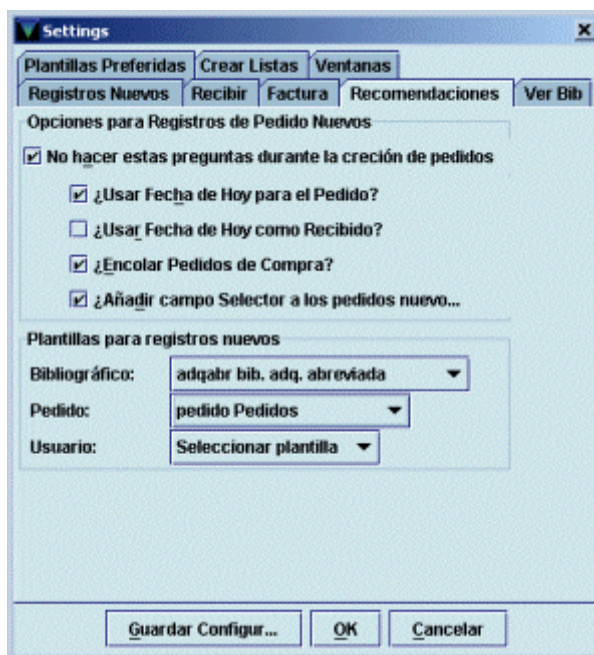 Settings
Plantillas Preferidas Crear Listas Ventanas
Registros Nuevos Recibir Factura Recomendaciones Ver Bib
Opciones para Registros de Pedido Nuevos
No hacer estas preguntas durante la creción de pedidos
¿Usar Fecha de Hoy para el Pedido?
¿Usar Fecha de Hoy como Recibido?
¿Encolar Pedidos de Compra?
¿Añadir campo Selector a los pedidos nuevo...
Plantillas para registros nuevos
Bibliográfico: adqabr bib. adq. abreviada
Pedido: pedido Pedidos
Usuario: Seleccionar plantilla
Guardar Configur... OK Cancelar